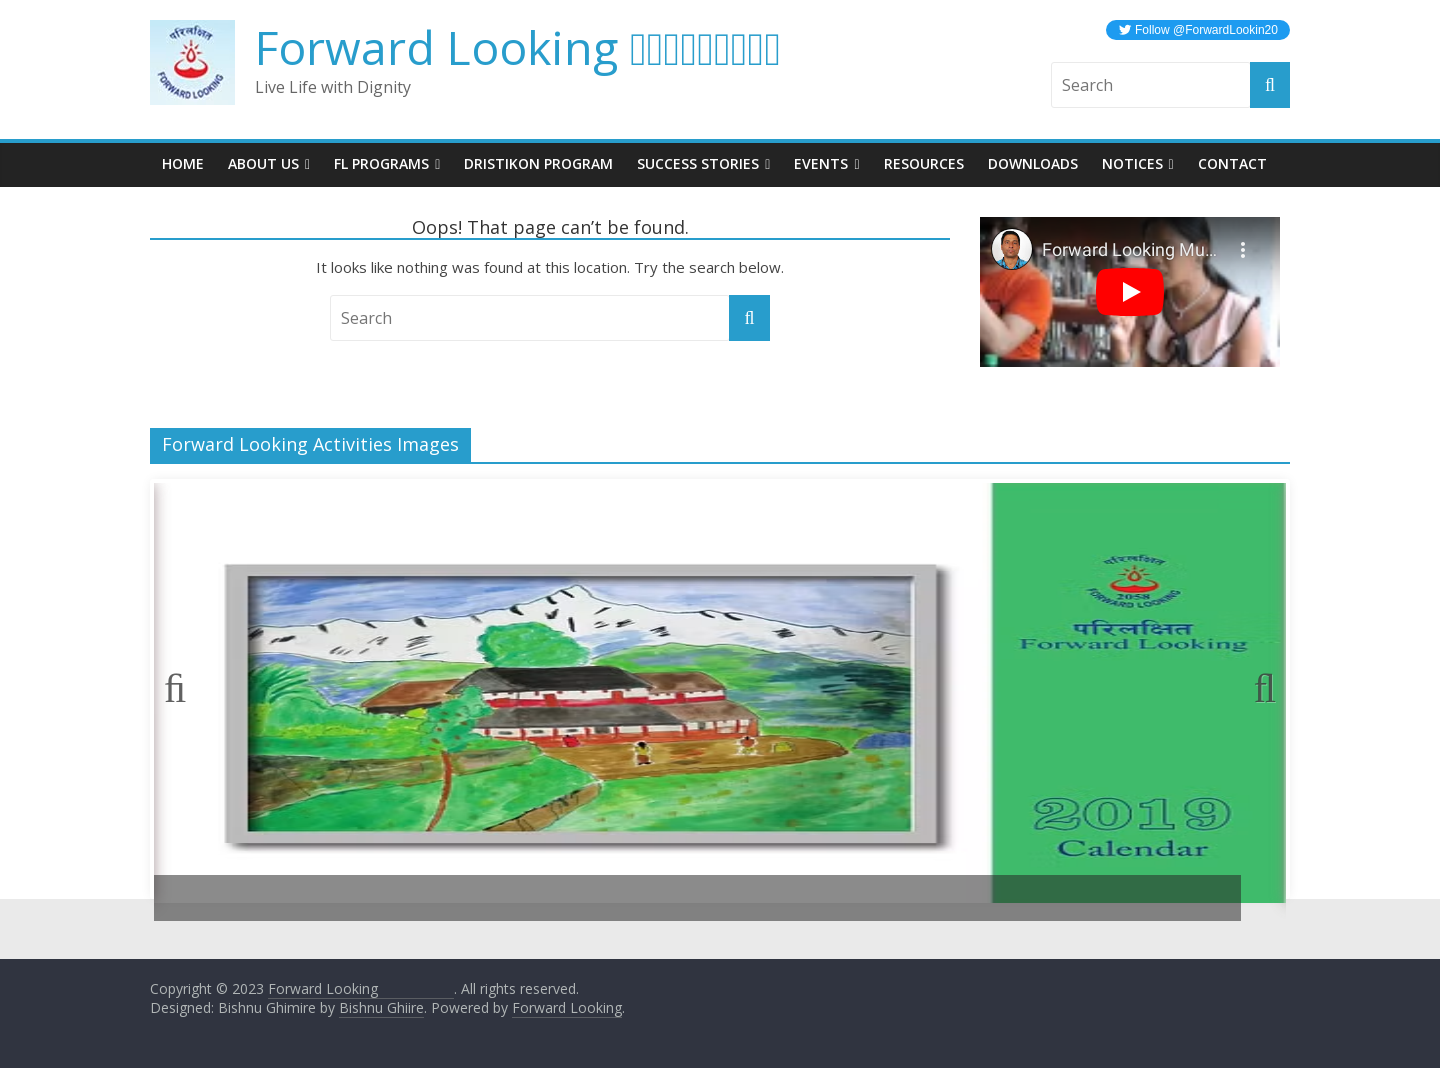 परिलक्षित
FORWARD LOOKING
Forward Looking
Live Life with Dignity
Follow @ForwardLookin20
Search
HOME ABOUT US FL PROGRAMS DRISTIKON PROGRAM SUCCESS STORIES EVENTS RESOURCES DOWNLOADS NOTICES CONTACT
Oops! That page can’t be found.
It looks like nothing was found at this location. Try the search below.
Search
Forward Looking Mu...
Forward Looking Activities Images
परिलक्षित
2058
FORWARD LOOKING
परिलक्षित
Forward Looking
2019
Calendar
Copyright © 2023 Forward Looking . All rights reserved.
Designed: Bishnu Ghimire by Bishnu Ghiire. Powered by Forward Looking.